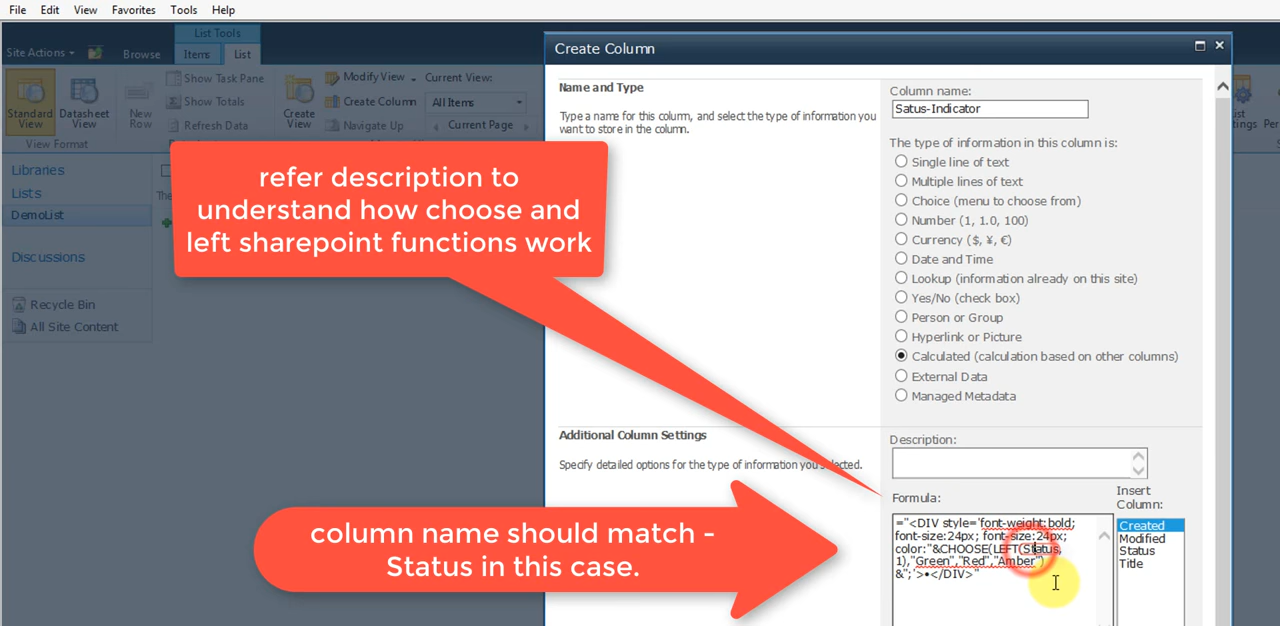 File Edit View Favorites Tools Help
List Tools
Site Actions Browse Items List
Standard View
Datasheet View
New Row
Show Task Pane
Show Totals
Refresh Data
Create View
Modify View
Create Column
Navigate Up
Current View:
All Items
Current Page
View Format
Libraries
Lists
DemoList
Discussions
Recycle Bin
All Site Content
refer description to
understand how choose and
left sharepoint functions work
column name should match -
Status in this case.
Create Column
Name and Type
Type a name for this column, and select the type of information you
want to store in the column.
Column name:
Satus-Indicator
The type of information in this column is:
Single line of text
Multiple lines of text
Choice (menu to choose from)
Number (1, 1.0, 100)
Currency ($, ¥, €)
Date and Time
Lookup (information already on this site)
Yes/No (check box)
Person or Group
Hyperlink or Picture
Calculated (calculation based on other columns)
External Data
Managed Metadata
Additional Column Settings
Specify detailed options for the type of information you selected.
Description:
Formula:
="<DIV style='font-weight:bold;
font-size:24px; font-size:24px;
color:"&CHOOSE(LEFT(Status,
1),"Green","Red","Amber")
&";'>•</DIV>"
Insert
Column:
Created
Modified
Status
Title